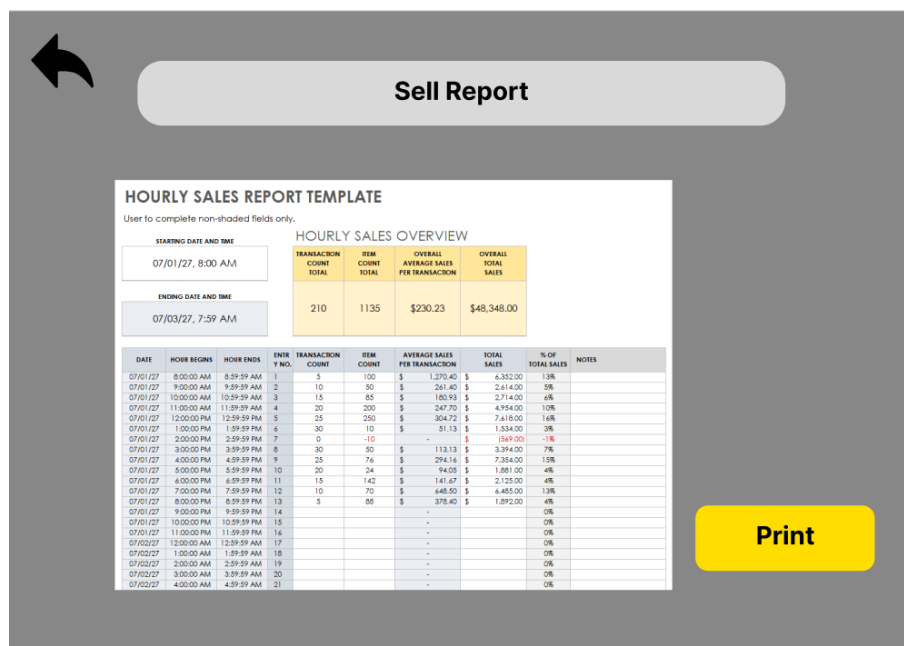 Sell Report
HOURLY SALES REPORT TEMPLATE
User to complete non-shaded fields only.
HOURLY SALES OVERVIEW
STARTING DATE AND TIME
07/01/27, 8:00 AM
ENDING DATE AND TIME
07/03/27, 7:59 AM
TRANSACTION COUNT TOTAL ITEM COUNT TOTAL OVERALL AVERAGE SALES PER TRANSACTION OVERALL TOTAL SALES
210 1135 $230.23 $48,348.00
DATE HOUR BEGINS HOUR ENDS ENTR Y NO. TRANSACTION COUNT ITEM COUNT AVERAGE SALES PER TRANSACTION TOTAL SALES % OF TOTAL SALES NOTES
07/01/27 8:00:00 AM 8:59:59 AM 1 5 100 $ 1,270.40 $ 6,352.00 13%
07/01/27 9:00:00 AM 9:59:59 AM 2 10 50 $ 261.40 $ 2,614.00 5%
07/01/27 10:00:00 AM 10:59:59 AM 3 15 85 $ 180.93 $ 2,714.00 6%
07/01/27 11:00:00 AM 11:59:59 AM 4 20 200 $ 247.70 $ 4,954.00 10%
07/01/27 12:00:00 PM 12:59:59 PM 5 25 250 $ 304.72 $ 7,618.00 16%
07/01/27 1:00:00 PM 1:59:59 PM 6 30 10 $ 51.13 $ 1,534.00 3%
07/01/27 2:00:00 PM 2:59:59 PM 7 0 -10 - $ (569.00) -1%
07/01/27 3:00:00 PM 3:59:59 PM 8 30 50 $ 113.13 $ 3,394.00 7%
07/01/27 4:00:00 PM 4:59:59 PM 9 25 76 $ 294.16 $ 7,354.00 15%
07/01/27 5:00:00 PM 5:59:59 PM 10 20 24 $ 94.05 $ 1,881.00 4%
07/01/27 6:00:00 PM 6:59:59 PM 11 15 142 $ 141.67 $ 2,125.00 4%
07/01/27 7:00:00 PM 7:59:59 PM 12 10 70 $ 648.50 $ 6,485.00 13%
07/01/27 8:00:00 PM 8:59:59 PM 13 5 88 $ 378.40 $ 1,892.00 4%
07/01/27 9:00:00 PM 9:59:59 PM 14 - 0%
07/01/27 10:00:00 PM 10:59:59 PM 15 - 0%
07/01/27 11:00:00 PM 11:59:59 PM 16 - 0%
07/02/27 12:00:00 AM 12:59:59 AM 17 - 0%
07/02/27 1:00:00 AM 1:59:59 AM 18 - 0%
07/02/27 2:00:00 AM 2:59:59 AM 19 - 0%
07/02/27 3:00:00 AM 3:59:59 AM 20 - 0%
07/02/27 4:00:00 AM 4:59:59 AM 21 - 0%
Print